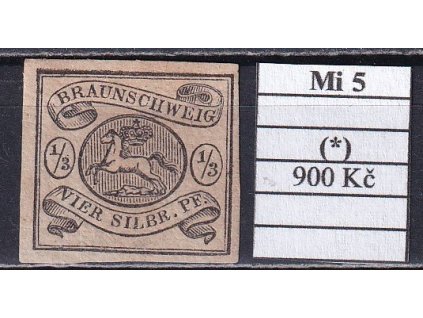 BRAUNSCHWEIG
1/3 1/3
VIER SILBR. PF.
Mi 5
(*)
900 Kč